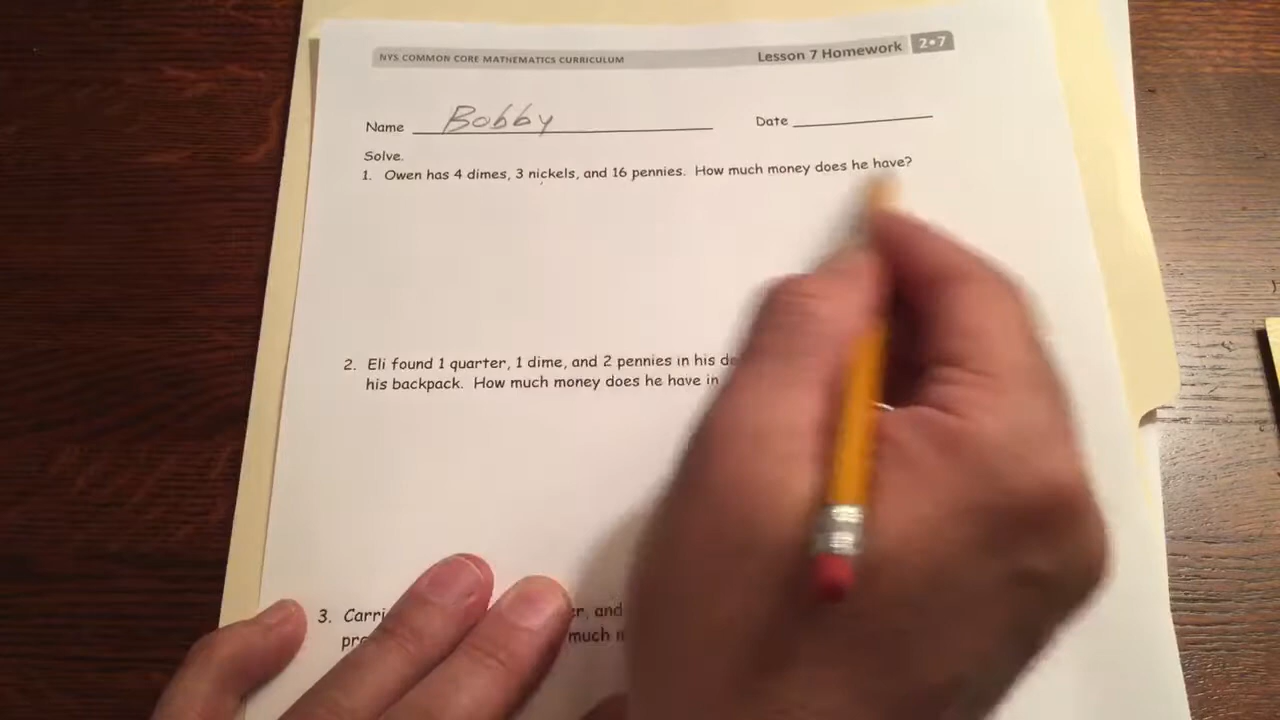 NYS COMMON CORE MATHEMATICS CURRICULUM Lesson 7 Homework 2•7
Name Bobby Date
Solve.
1. Owen has 4 dimes, 3 nickels, and 16 pennies. How much money does he have?
2. Eli found 1 quarter, 1 dime, and 2 pennies in his
his backpack. How much money does he have in
3. and
much